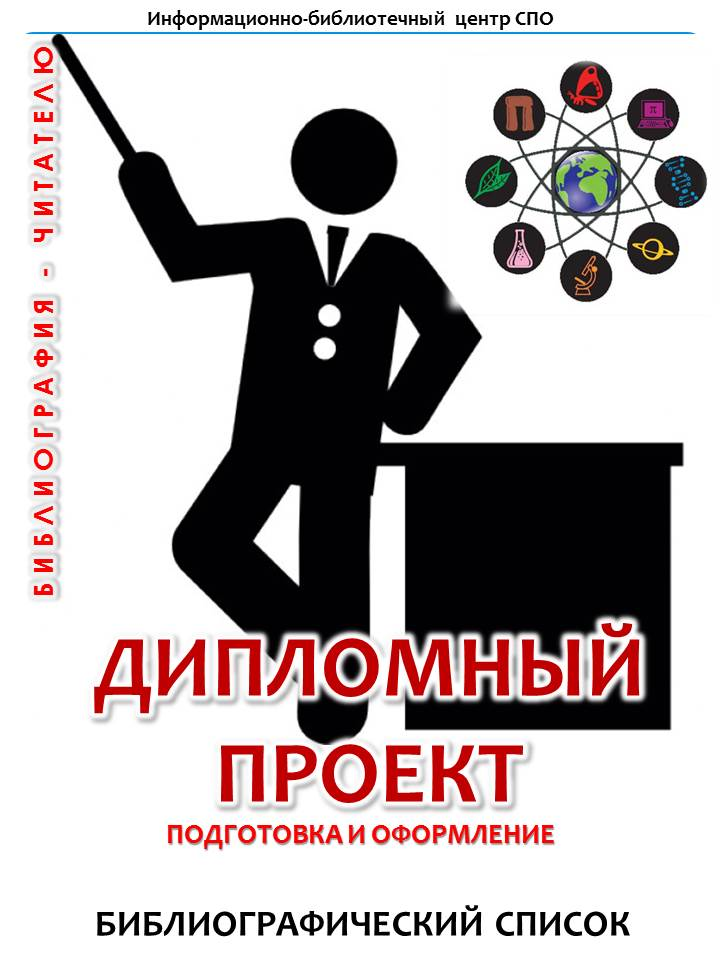 Информационно-библиотечный центр СПО
БИБЛИОГРАФИЯ - ЧИТАТЕЛЮ
ДИПЛОМНЫЙ
ПРОЕКТ
ПОДГОТОВКА И ОФОРМЛЕНИЕ
БИБЛИОГРАФИЧЕСКИЙ СПИСОК